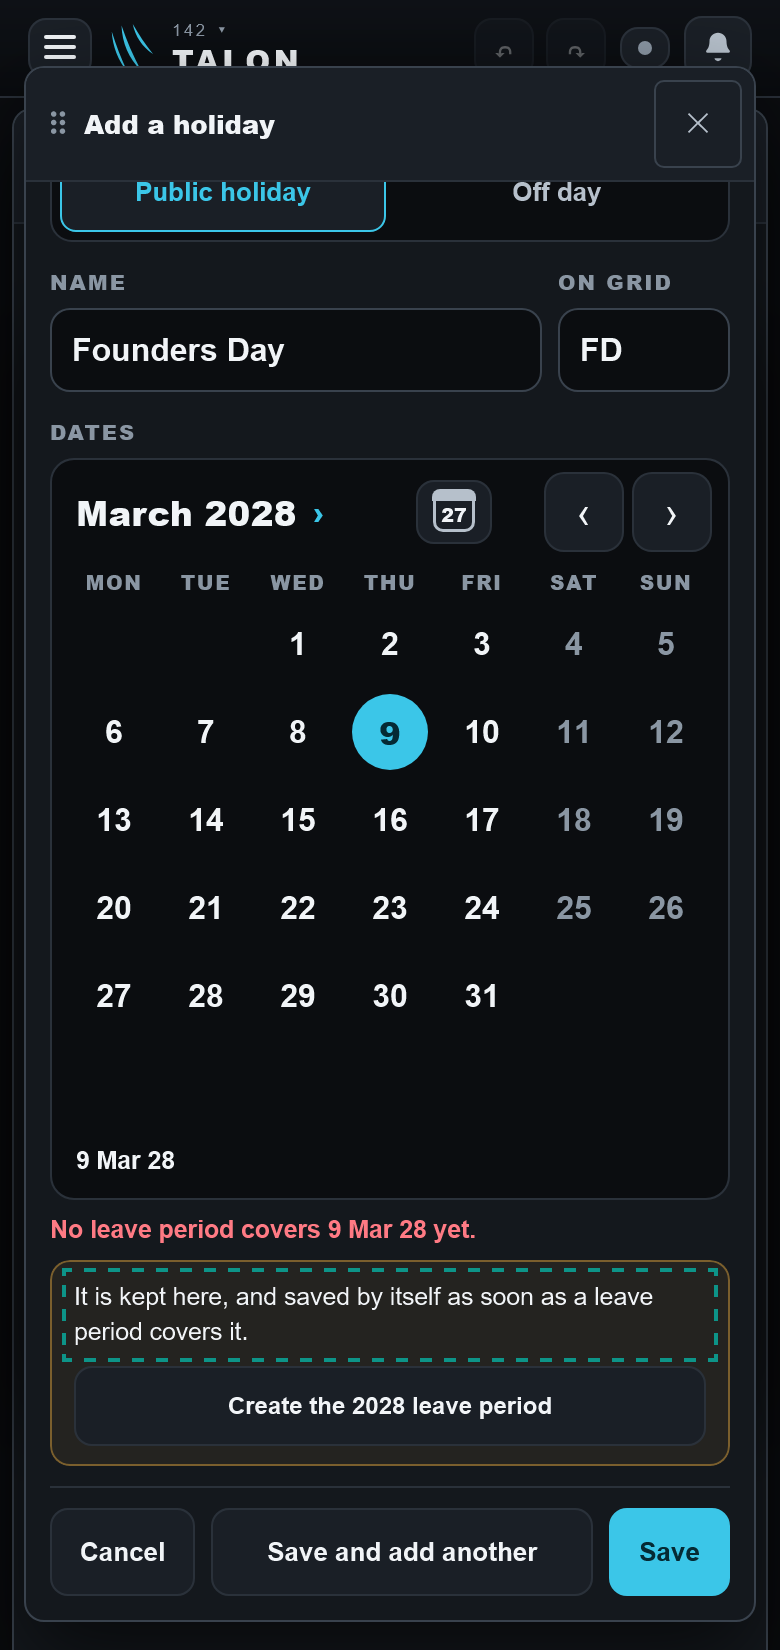 142 ▾
TALON
Add a holiday
Public holiday
Off day
NAME
ON GRID
Founders Day
FD
DATES
March 2028 ›
27
‹ ›
MON TUE WED THU FRI SAT SUN
1 2 3 4 5
6 7 8 9 10 11 12
13 14 15 16 17 18 19
20 21 22 23 24 25 26
27 28 29 30 31
9 Mar 28
No leave period covers 9 Mar 28 yet.
It is kept here, and saved by itself as soon as a leave
period covers it.
Create the 2028 leave period
Cancel
Save and add another
Save